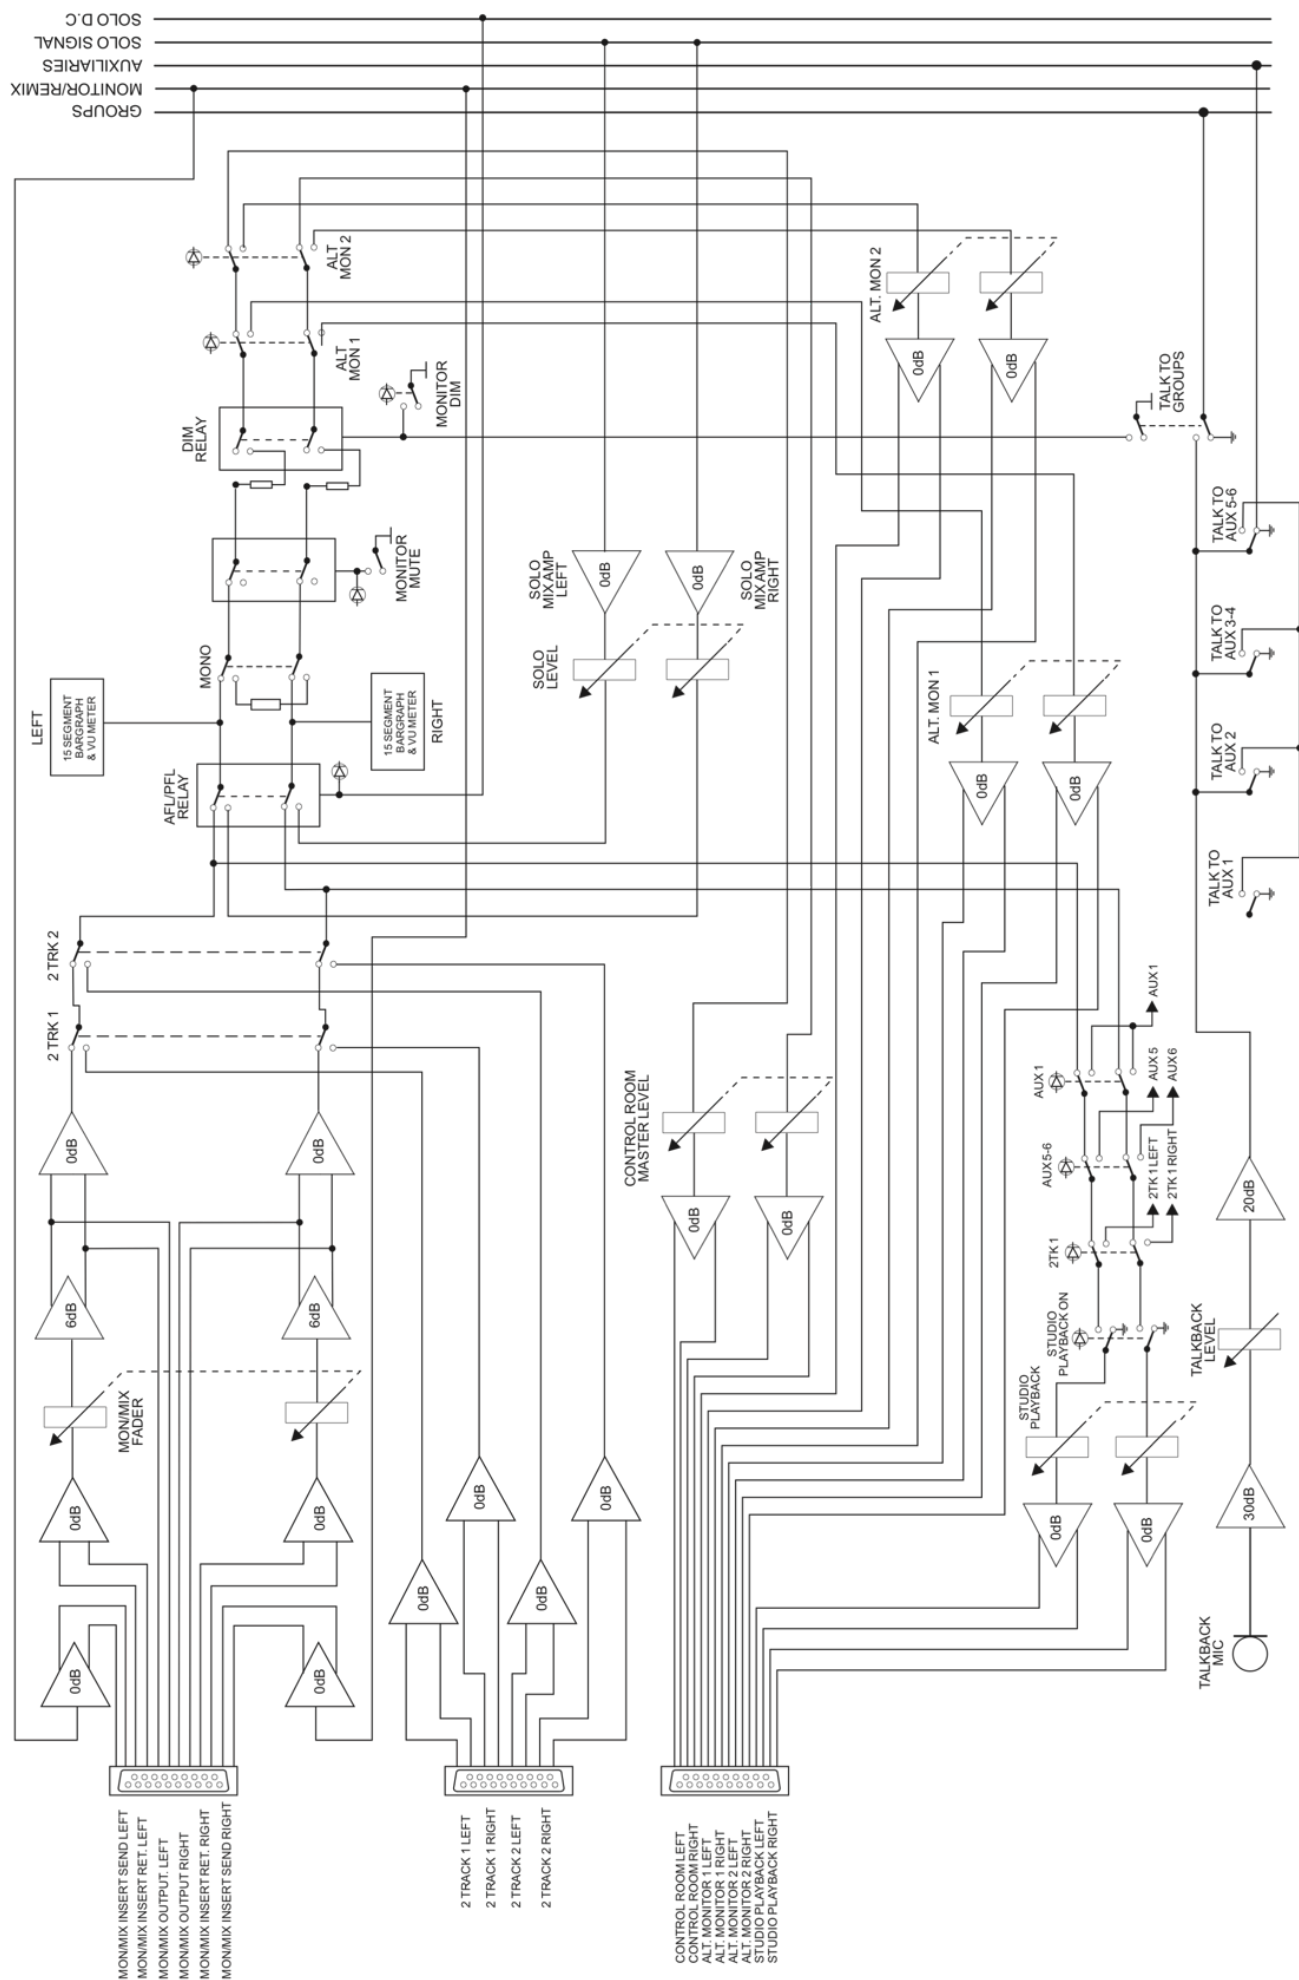 SOLO D.C
SOLO SIGNAL
AUXILIARIES
MONITOR/REMIX
GROUPS
ALT
MON 2
ALT
MON 1
MONITOR
DIM
DIM
RELAY
MONITOR
MUTE
MONO
LEFT
15 SEGMENT
BARGRAPH
& VU METER
15 SEGMENT
BARGRAPH
& VU METER
RIGHT
AFL/PFL
RELAY
2 TRK 2
2 TRK 1
0dB
0dB
6dB
6dB
MON/MIX
FADER
0dB
0dB
0dB
0dB
MON/MIX INSERT SEND LEFT
MON/MIX INSERT RET. LEFT
MON/MIX OUTPUT. LEFT
MON/MIX OUTPUT RIGHT
MON/MIX INSERT RET. RIGHT
MON/MIX INSERT SEND RIGHT
SOLO
MIX AMP
LEFT
0dB
0dB
SOLO
MIX AMP
RIGHT
SOLO
LEVEL
0dB
0dB
0dB
0dB
2 TRACK 1 LEFT
2 TRACK 1 RIGHT
2 TRACK 2 LEFT
2 TRACK 2 RIGHT
ALT. MON 2
0dB
0dB
ALT. MON 1
0dB
0dB
CONTROL ROOM
MASTER LEVEL
0dB
0dB
CONTROL ROOM LEFT
CONTROL ROOM RIGHT
ALT. MONITOR 1 LEFT
ALT. MONITOR 1 RIGHT
ALT. MONITOR 2 LEFT
ALT. MONITOR 2 RIGHT
STUDIO PLAYBACK LEFT
STUDIO PLAYBACK RIGHT
TALK TO
GROUPS
TALK TO
AUX 5-6
TALK TO
AUX 3-4
TALK TO
AUX 2
TALK TO
AUX 1
AUX 1
AUX1
AUX 5
AUX6
AUX5-6
2TK 1 LEFT
2TK 1 RIGHT
2TK 1
STUDIO
PLAYBACK ON
STUDIO
PLAYBACK
0dB
0dB
20dB
TALKBACK
LEVEL
30dB
TALKBACK
MIC